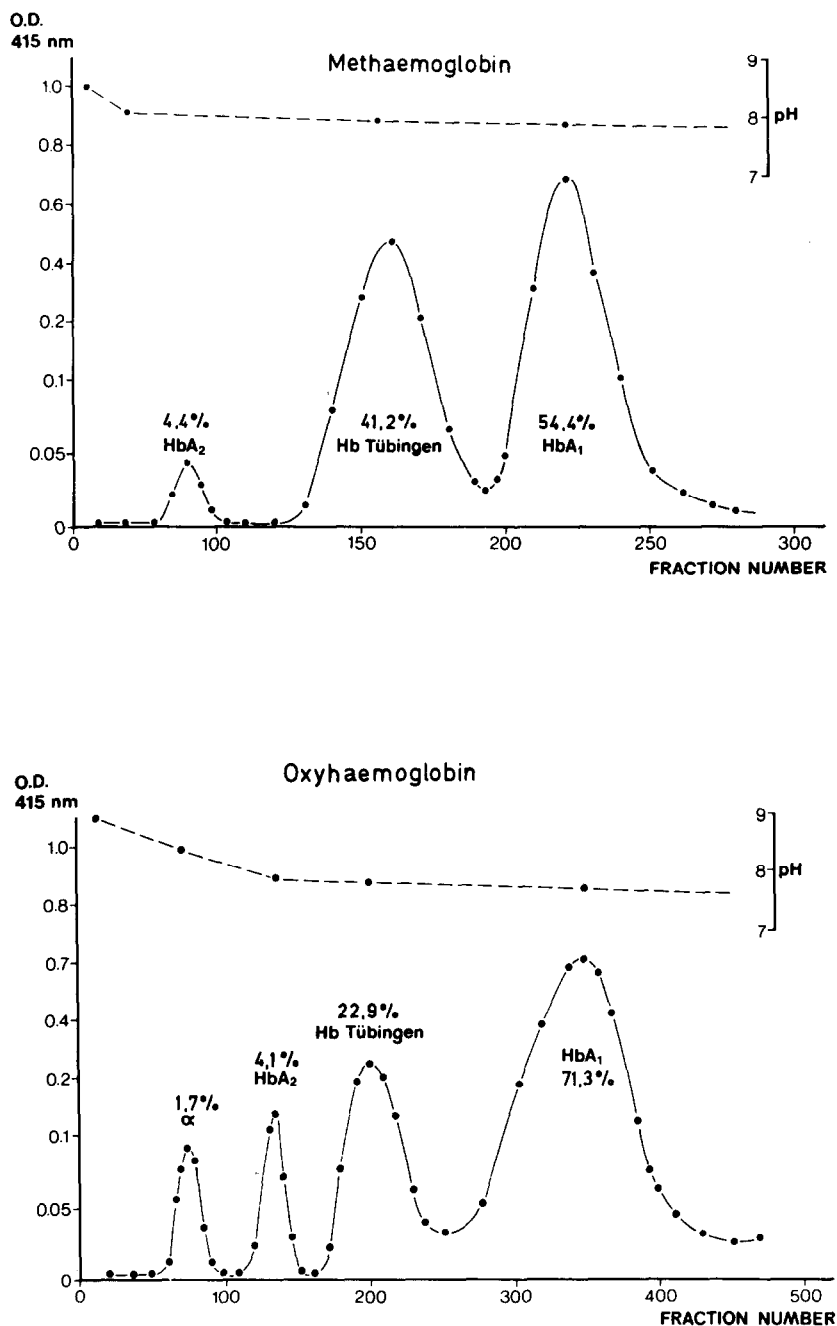 O.D.
415 nm
Methaemoglobin
1.0
0.8
0.6
0.4
0.2
0.1
0.05
0
9
8
pH
7
4,4%
HbA₂
41,2%
Hb Tübingen
54,4%
HbA₁
0 100 150 200 250 300
FRACTION NUMBER
O.D.
415 nm
Oxyhaemoglobin
1.0
0.8
0.7
0.4
0.2
0.1
0.05
0
9
8
pH
7
1,7%
α
4,1%
HbA₂
22,9%
Hb Tübingen
HbA₁
71,3%
0 100 200 300 400 500
FRACTION NUMBER